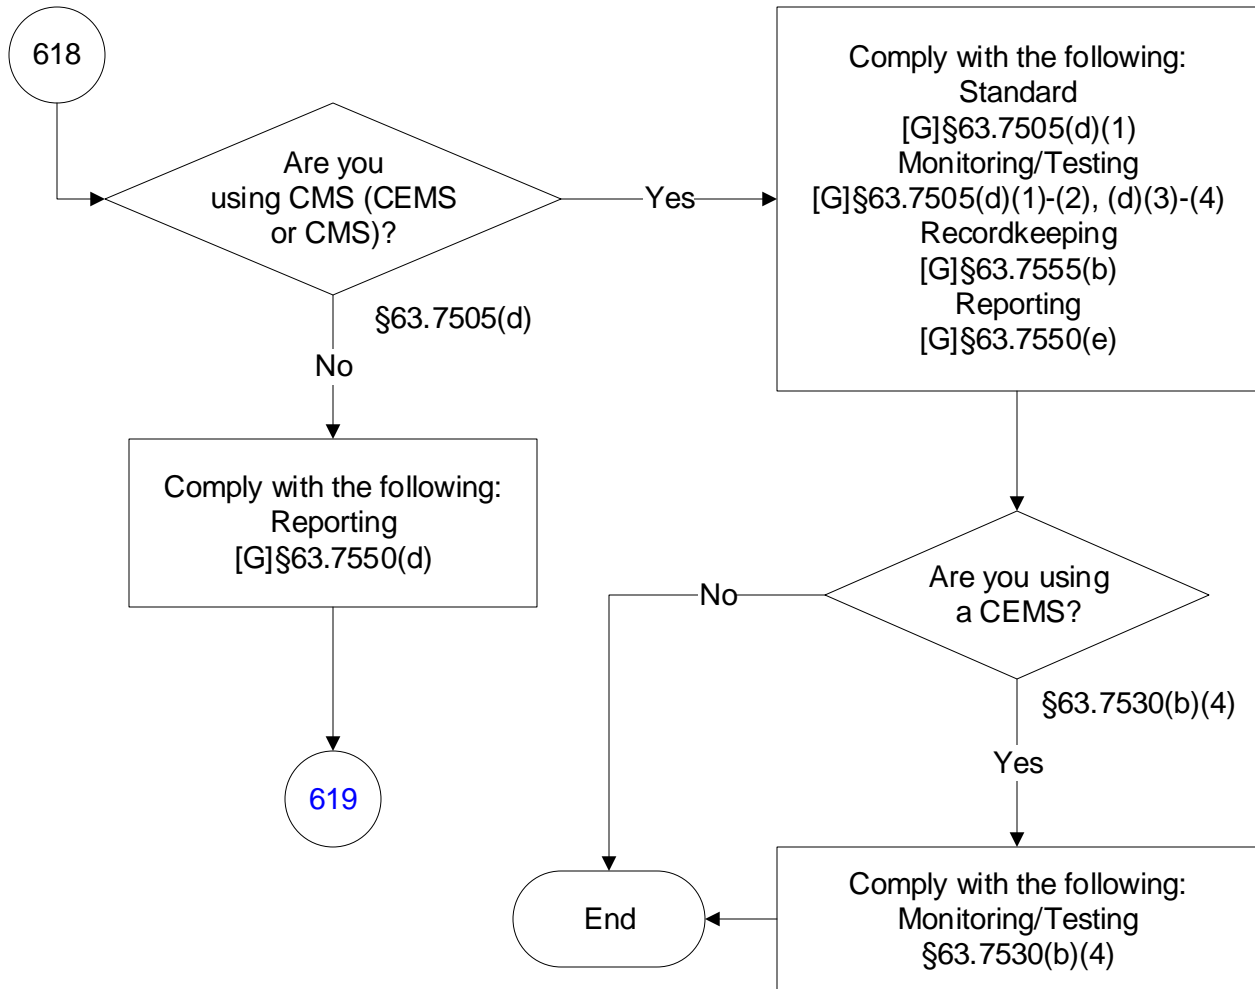 618
Are you
using CMS (CEMS
or CMS)?
§63.7505(d)
Yes
Comply with the following:
Standard
[G]§63.7505(d)(1)
Monitoring/Testing
[G]§63.7505(d)(1)-(2), (d)(3)-(4)
Recordkeeping
[G]§63.7555(b)
Reporting
[G]§63.7550(e)
No
Comply with the following:
Reporting
[G]§63.7550(d)
619
Are you using
a CEMS?
§63.7530(b)(4)
No
Yes
Comply with the following:
Monitoring/Testing
§63.7530(b)(4)
End